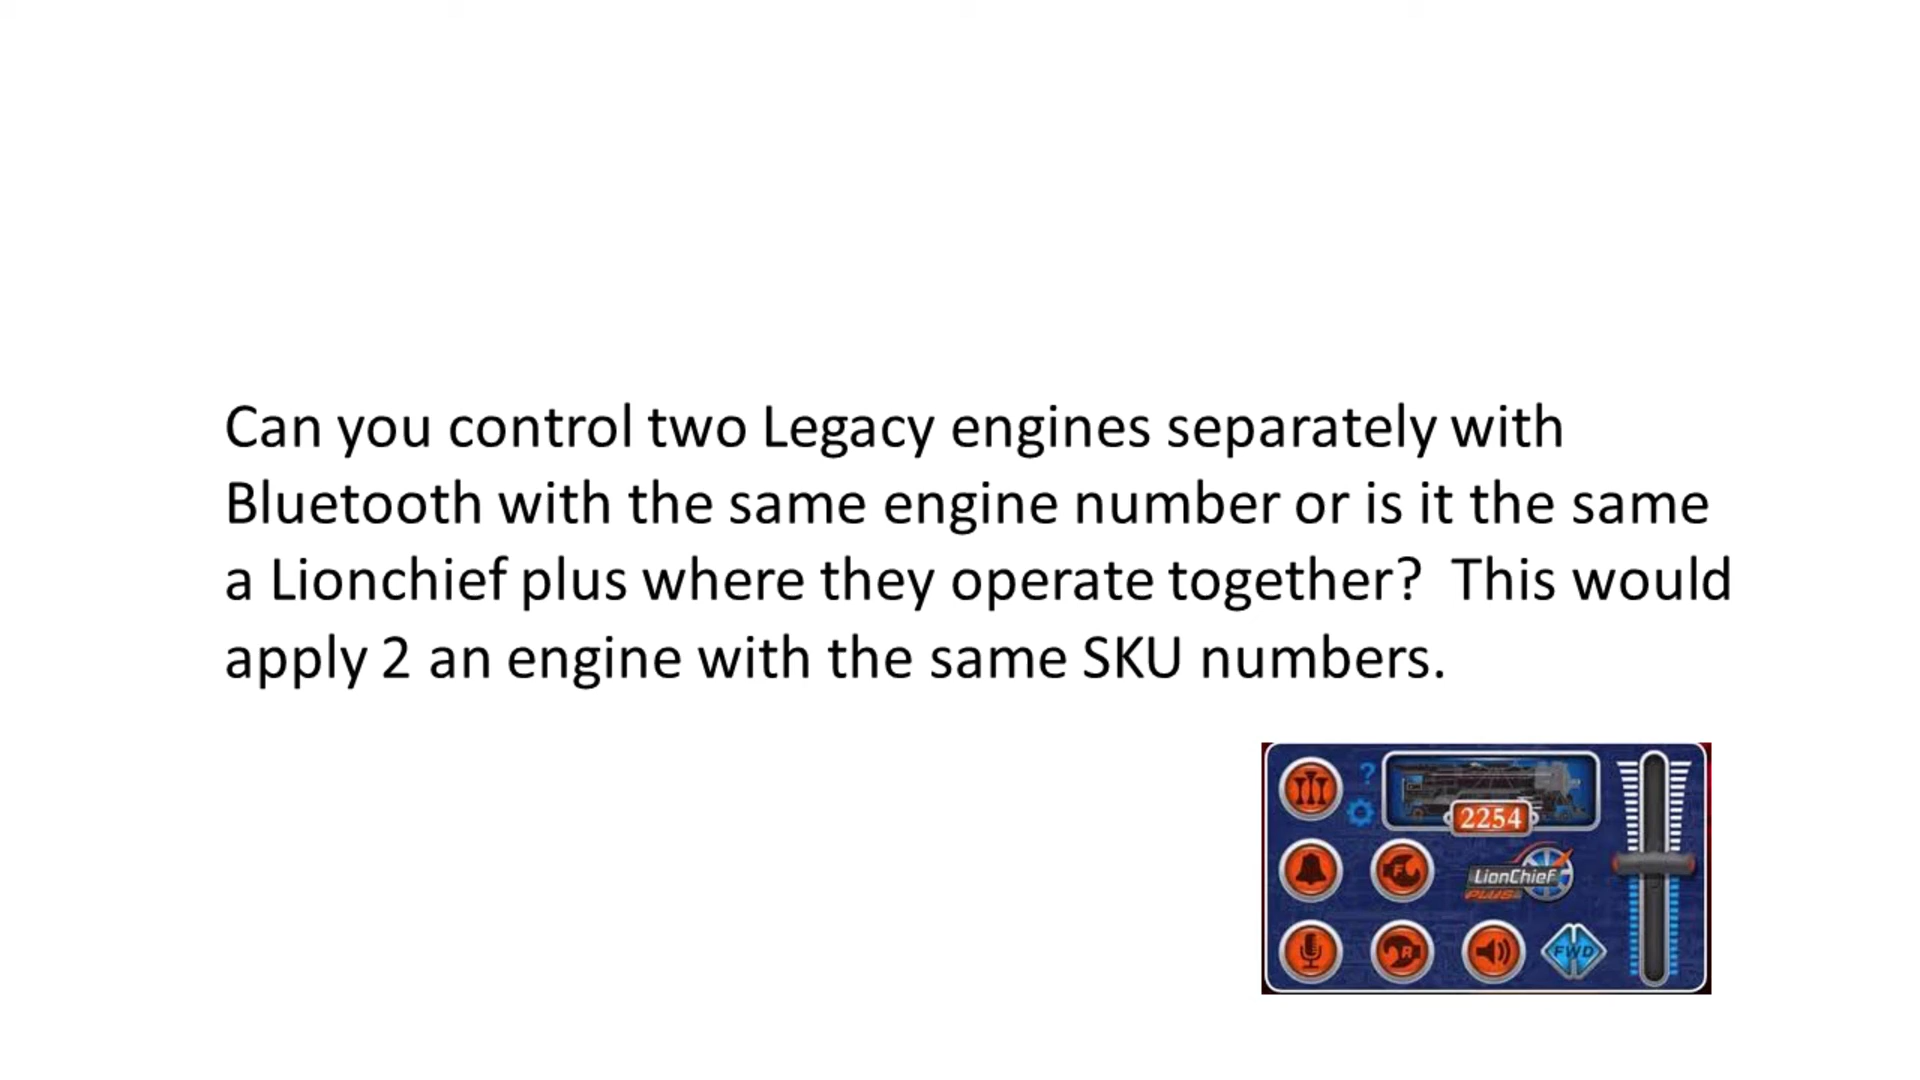 Can you control two Legacy engines separately with
Bluetooth with the same engine number or is it the same
a Lionchief plus where they operate together?  This would
apply 2 an engine with the same SKU numbers.
?
2254
F
LionChief
PLUS
R
FWD